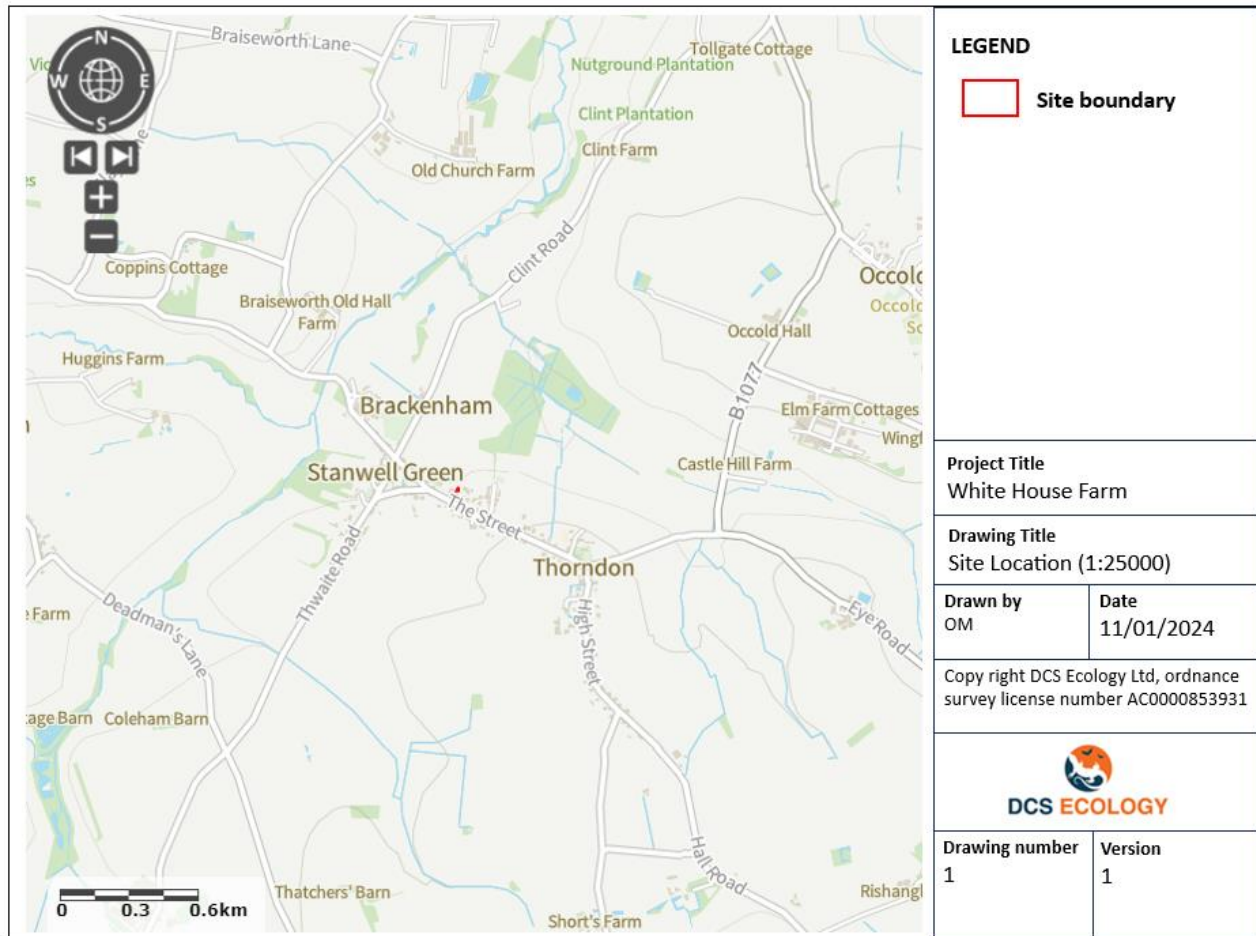 N
W
E
S
Braiseworth Lane
Tollgate Cottage
Nutground Plantation
Clint Plantation
Clint Farm
Old Church Farm
Clint Road
Coppins Cottage
Braiseworth Old Hall
Farm
Occold Hall
Huggins Farm
Brackenham
B 1077
Elm Farm Cottages
Stanwell Green
Castle Hill Farm
The Street
Thorndon
Thwaite Road
Deadman's Lane
Farm
High Street
Eye Road
Coleham Barn
Barn
Hall Road
Thatchers' Barn
Short's Farm
0 0.3 0.6km
LEGEND
Site boundary
Project Title
White House Farm
Drawing Title
Site Location (1:25000)
Drawn by
OM
Date
11/01/2024
Copy right DCS Ecology Ltd, ordnance
survey license number AC0000853931
DCS ECOLOGY
Drawing number
1
Version
1